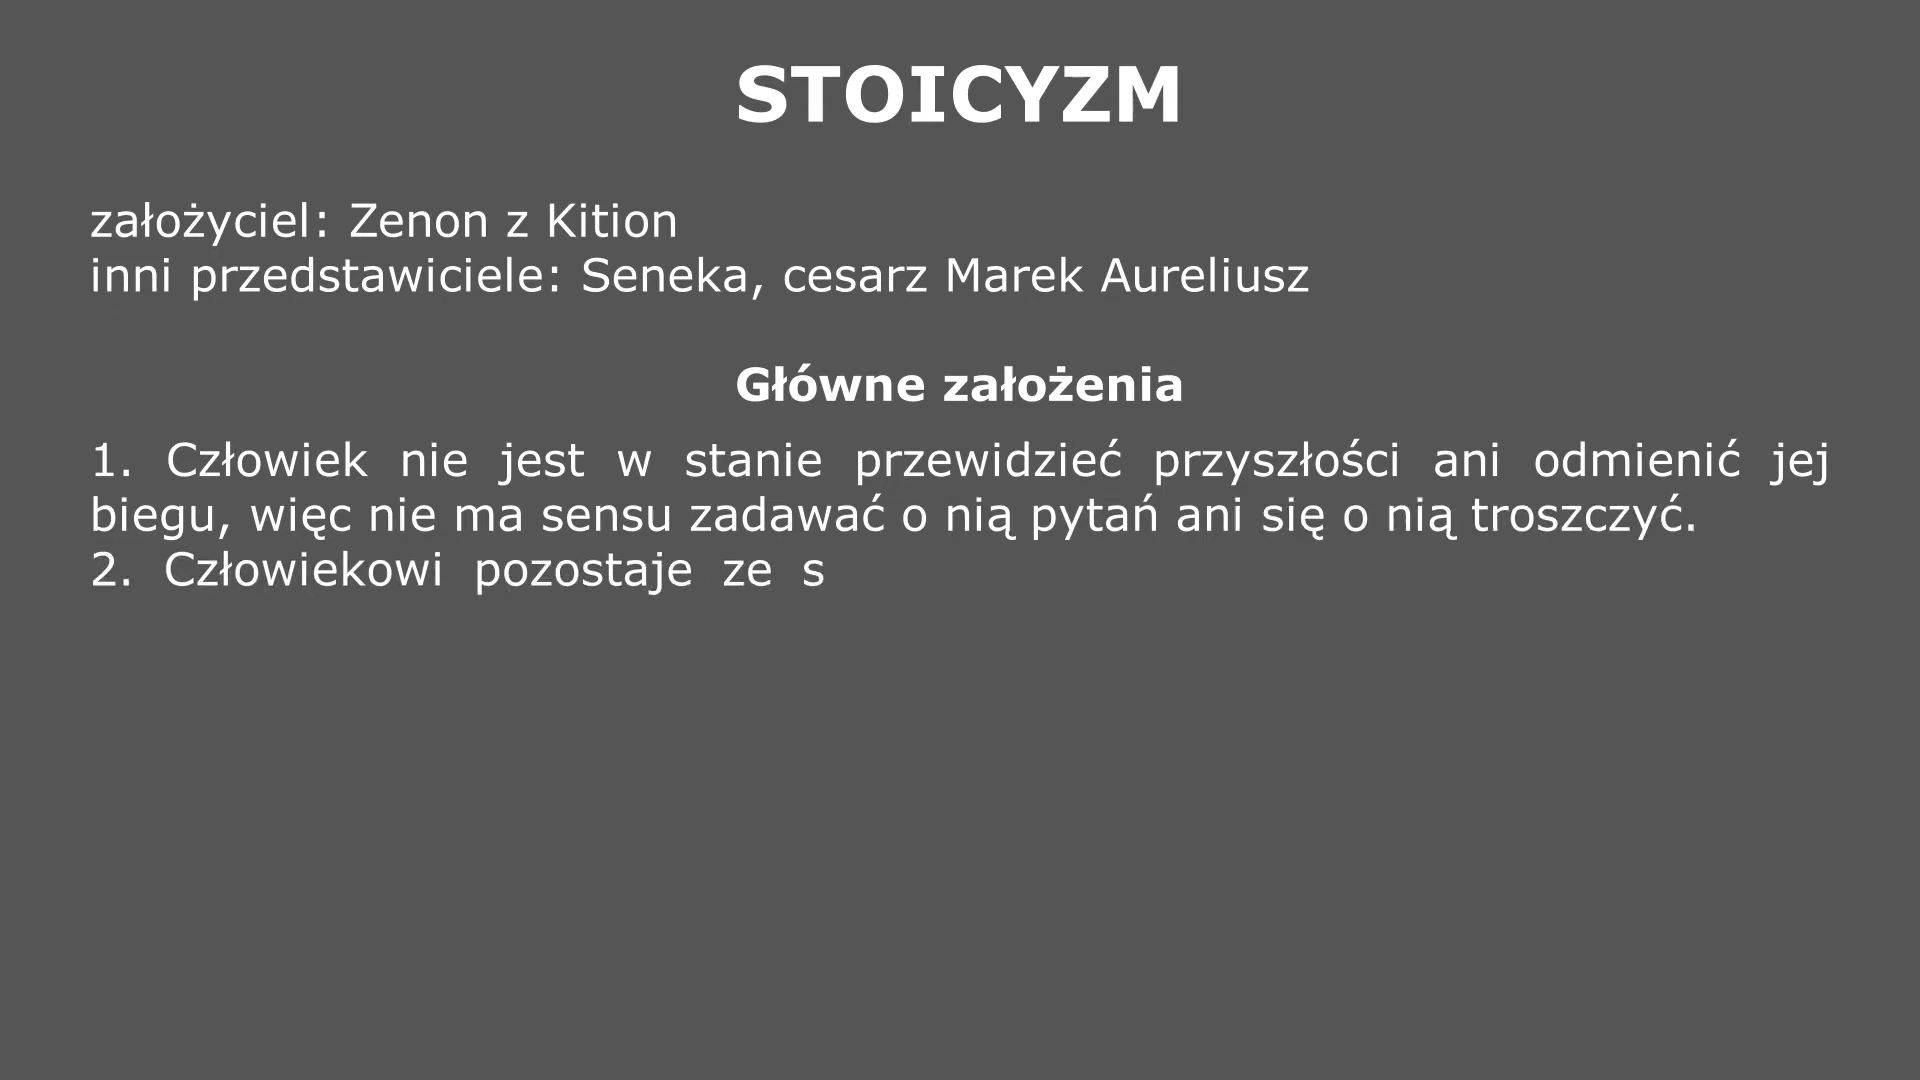 STOICYZM
założyciel: Zenon z Kition
inni przedstawiciele: Seneka, cesarz Marek Aureliusz
Główne założenia
1. Człowiek nie jest w stanie przewidzieć przyszłości ani odmienić jej
biegu, więc nie ma sensu zadawać o nią pytań ani się o nią troszczyć.
2. Człowiekowi pozostaje ze s